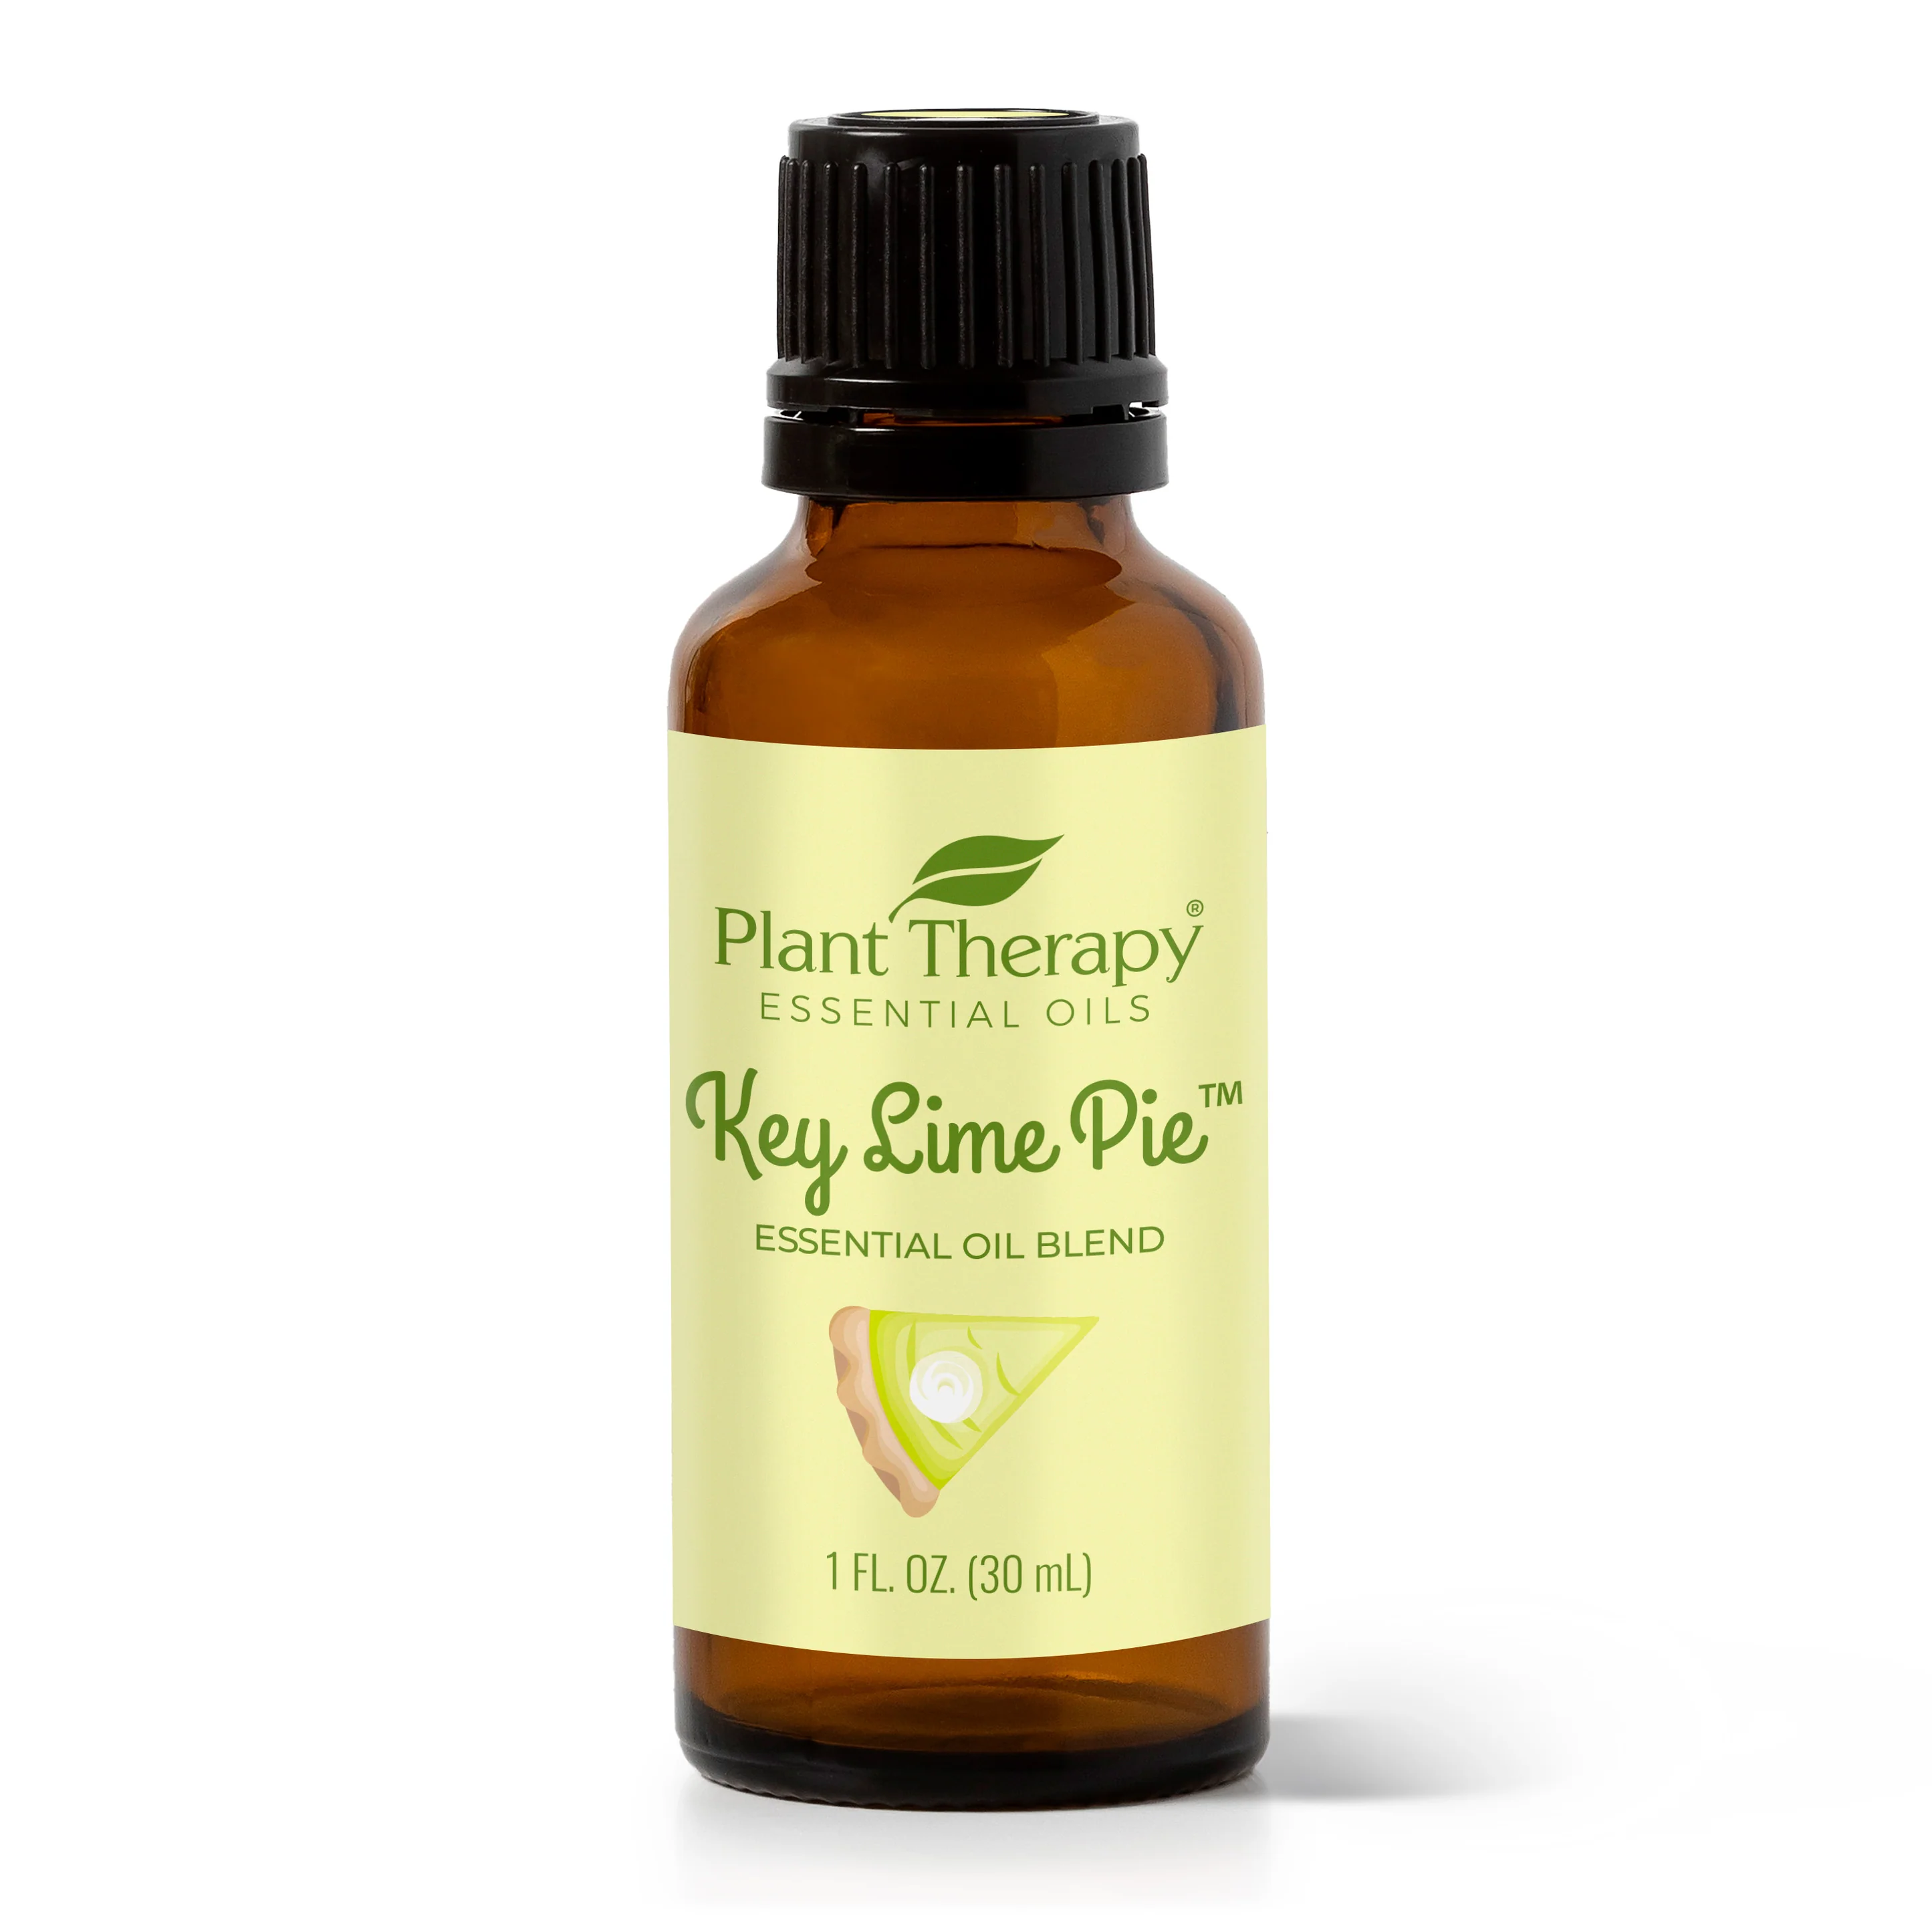 Plant Therapy®
ESSENTIAL OILS
Key Lime Pie™
ESSENTIAL OIL BLEND
1 FL. OZ. (30 mL)